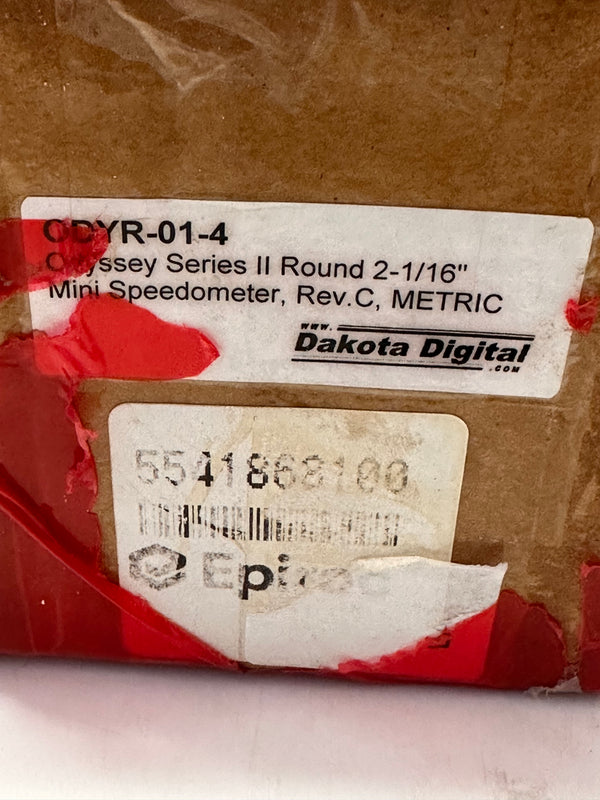 ODYR-01-4
Odyssey Series II Round 2-1/16"
Mini Speedometer, Rev.C, METRIC
www.
Dakota Digital
.com
5541868100
Epiroc